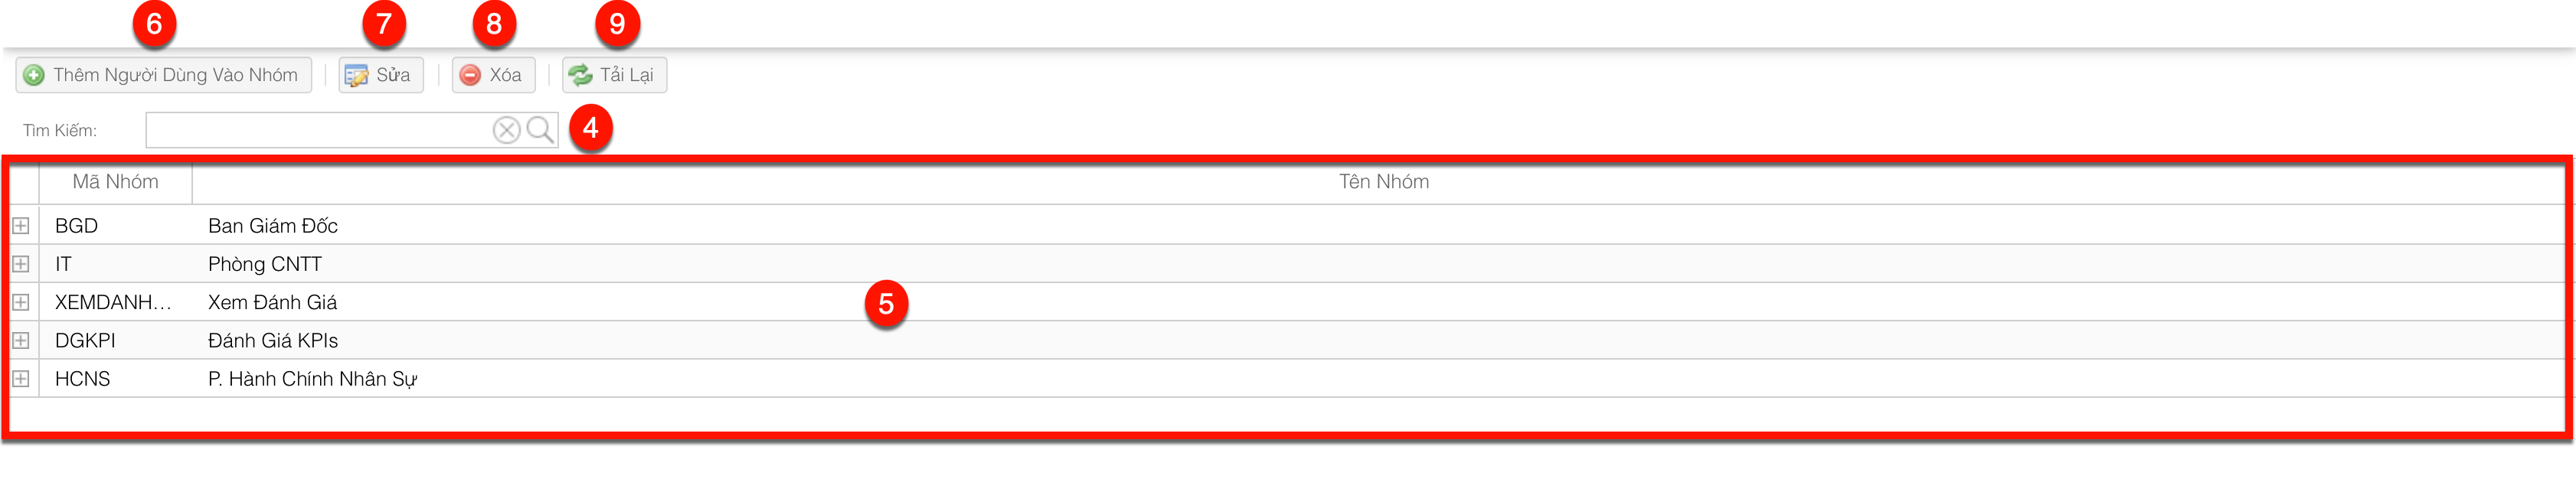 6 7 8 9
Thêm Người Dùng Vào Nhóm Sửa Xóa Tải Lại
Tìm Kiếm: 4
Mã Nhóm Tên Nhóm
BGD Ban Giám Đốc
IT Phòng CNTT
XEMDANH... Xem Đánh Giá
5
DGKPI Đánh Giá KPIs
HCNS P. Hành Chính Nhân Sự